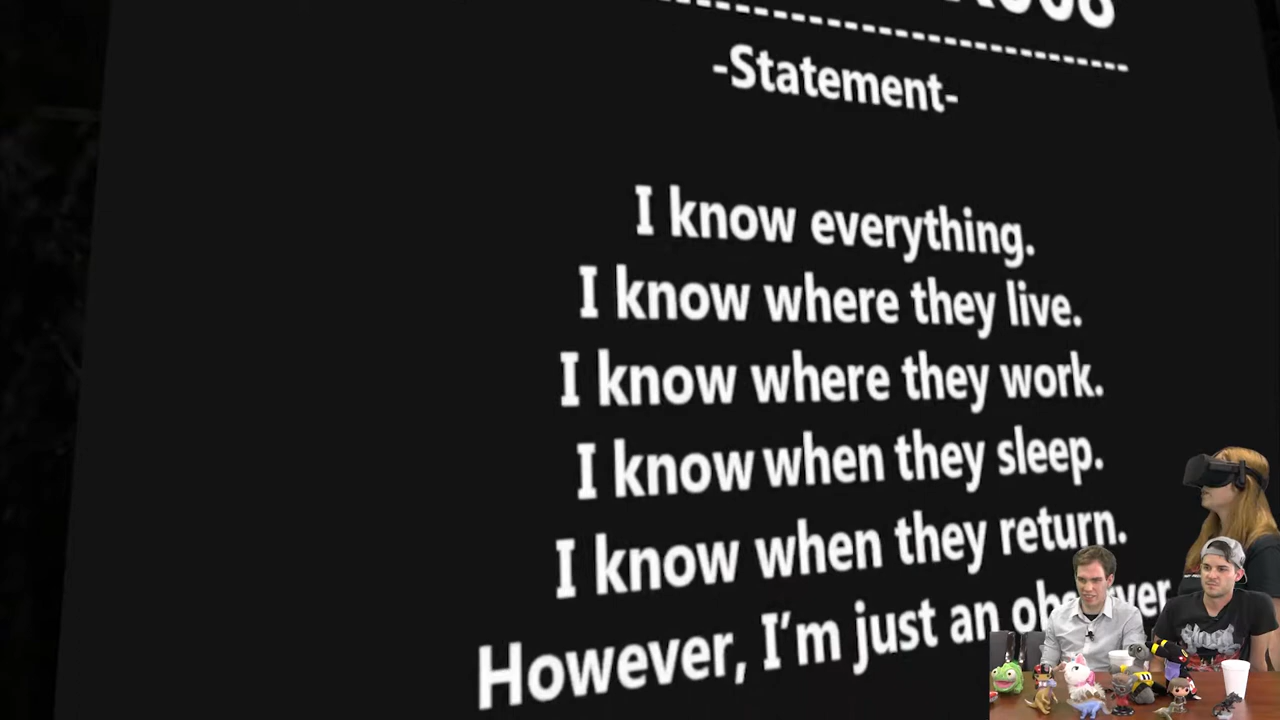 -Statement-
I know everything.
I know where they live.
I know where they work.
I know when they sleep.
I know when they return.
However, I'm just an